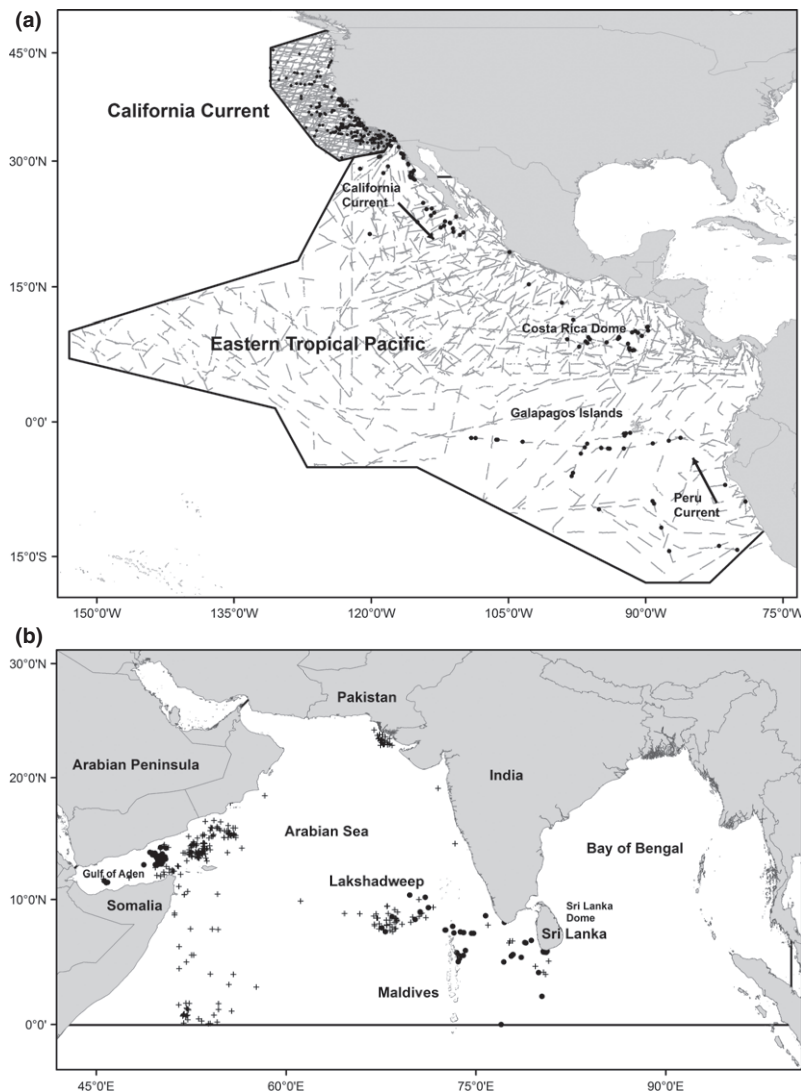 (a)
45°0'N
California Current
30°0'N
California
Current
15°0'N
Costa Rica Dome
Eastern Tropical Pacific
Galapagos Islands
0°0'
Peru
Current
15°0'S
150°0'W
135°0'W
120°0'W
105°0'W
90°0'W
75°0'W
(b)
30°0'N
Pakistan
Arabian Peninsula
India
20°0'N
Arabian Sea
Bay of Bengal
Gulf of Aden
Lakshadweep
10°0'N
Somalia
Sri Lanka
Dome
Sri Lanka
Maldives
0°0'
45°0'E
60°0'E
75°0'E
90°0'E